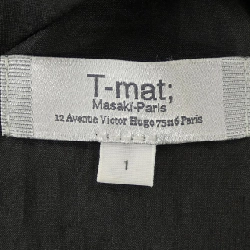 T-mat;
Masaki-Paris
12 Avenue Victor Hugo 75116 Paris
1